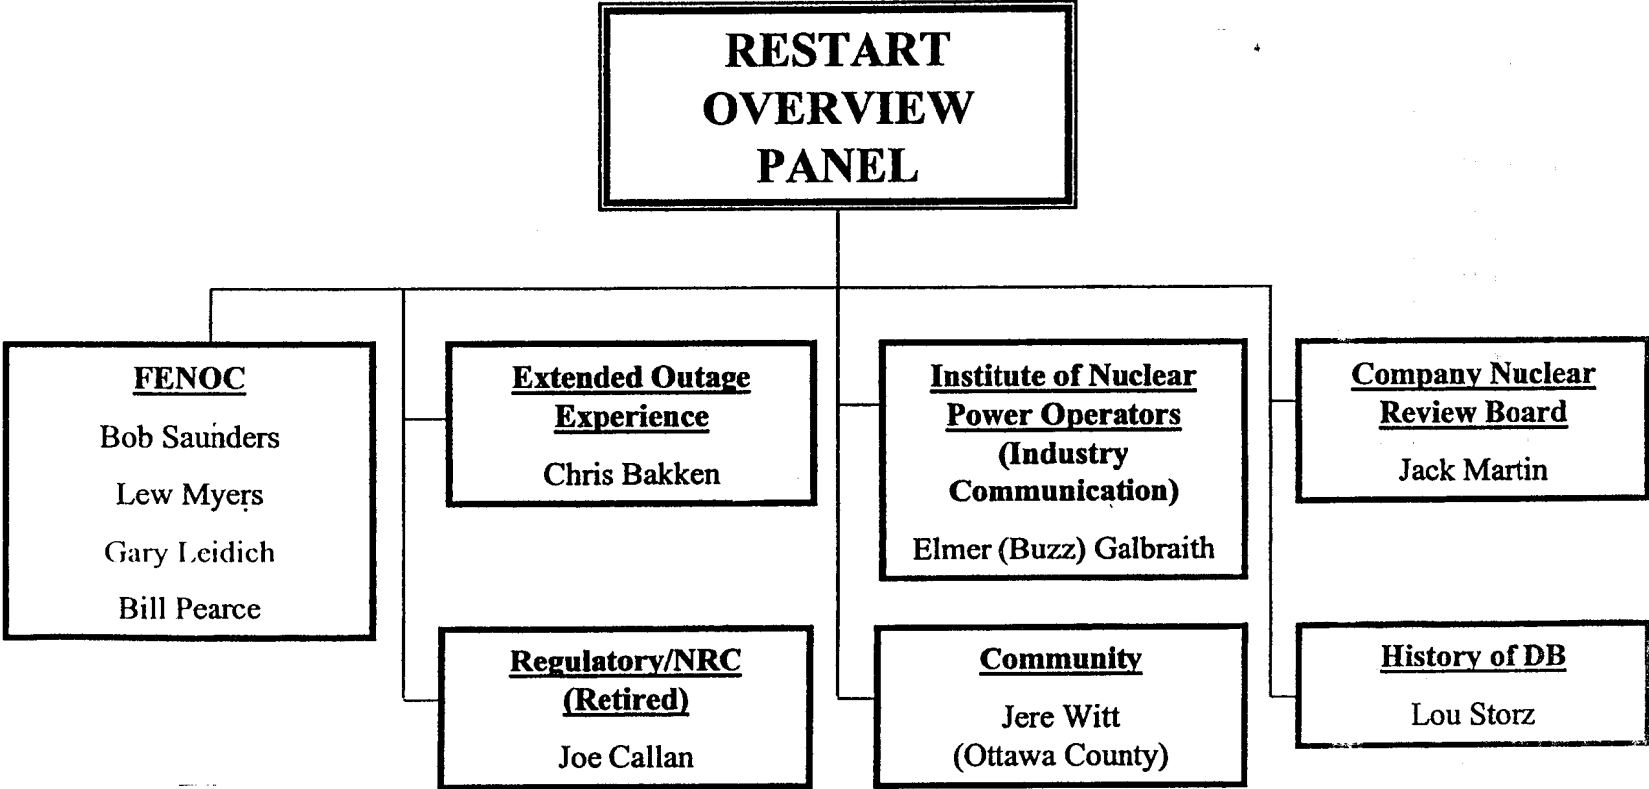 RESTART
OVERVIEW
PANEL
FENOC
Bob Saunders
Lew Myers
Gary Leidich
Bill Pearce
Extended Outage
Experience
Chris Bakken
Institute of Nuclear
Power Operators
(Industry
Communication)
Elmer (Buzz) Galbraith
Company Nuclear
Review Board
Jack Martin
Regulatory/NRC
(Retired)
Joe Callan
Community
Jere Witt
(Ottawa County)
History of DB
Lou Storz